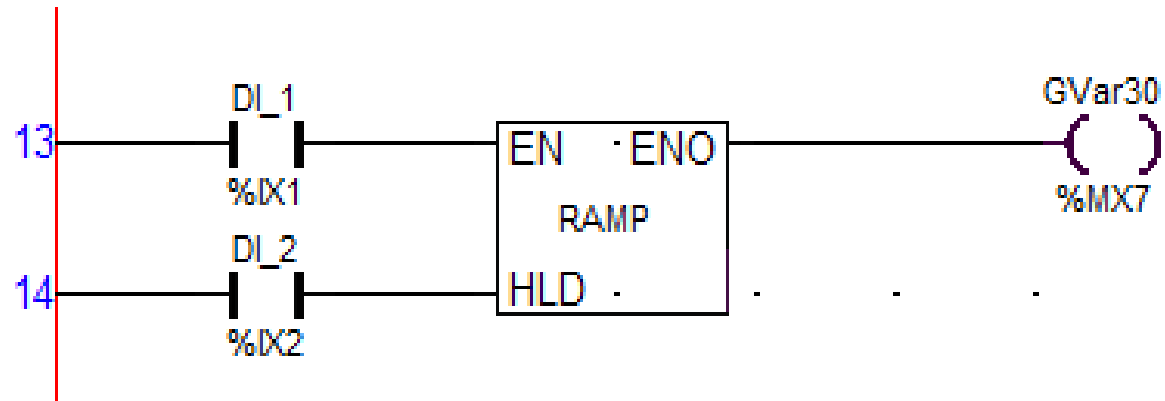 DI_1
GVar30
13
EN
ENO
%IX1
RAMP
%MX7
DI_2
14
HLD
%IX2